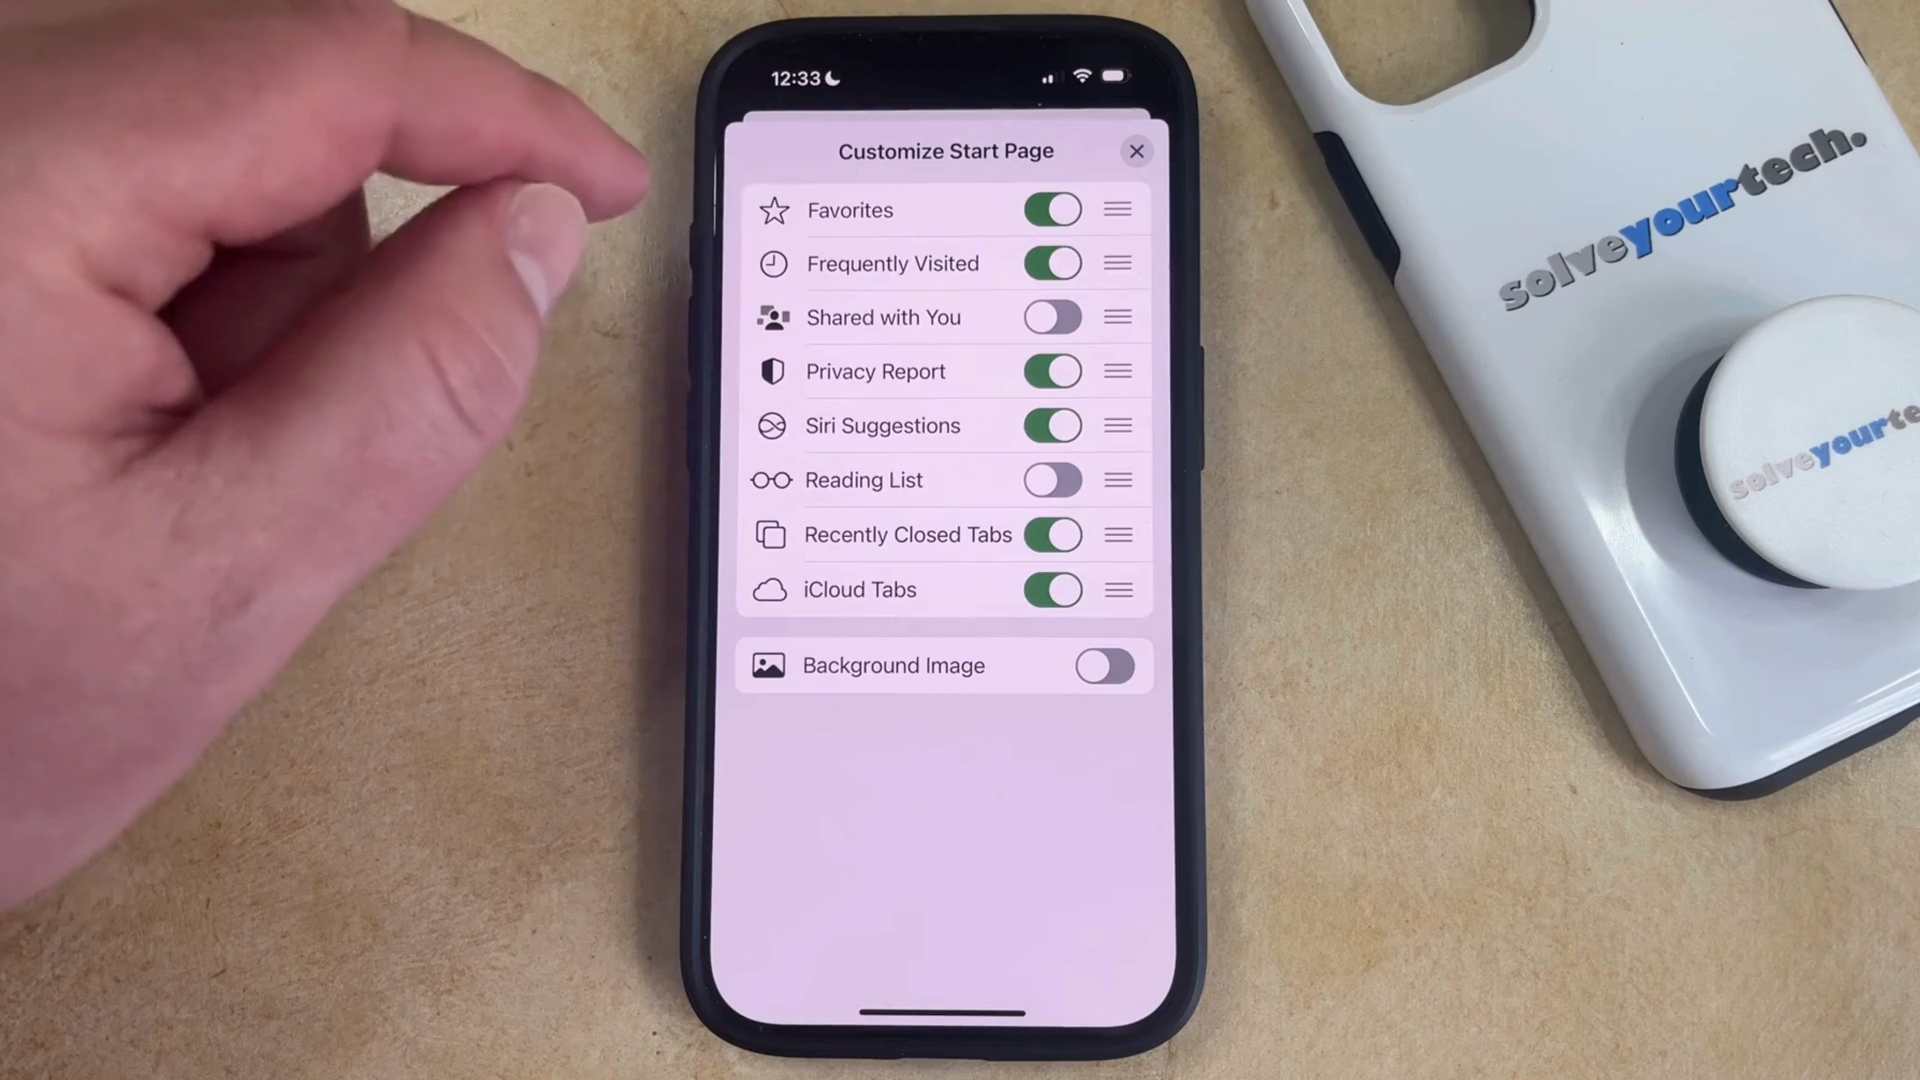 12:33
Customize Start Page
Favorites
Frequently Visited
Shared with You
Privacy Report
Siri Suggestions
Reading List
Recently Closed Tabs
iCloud Tabs
Background Image
solveyourtech.
solveyourte